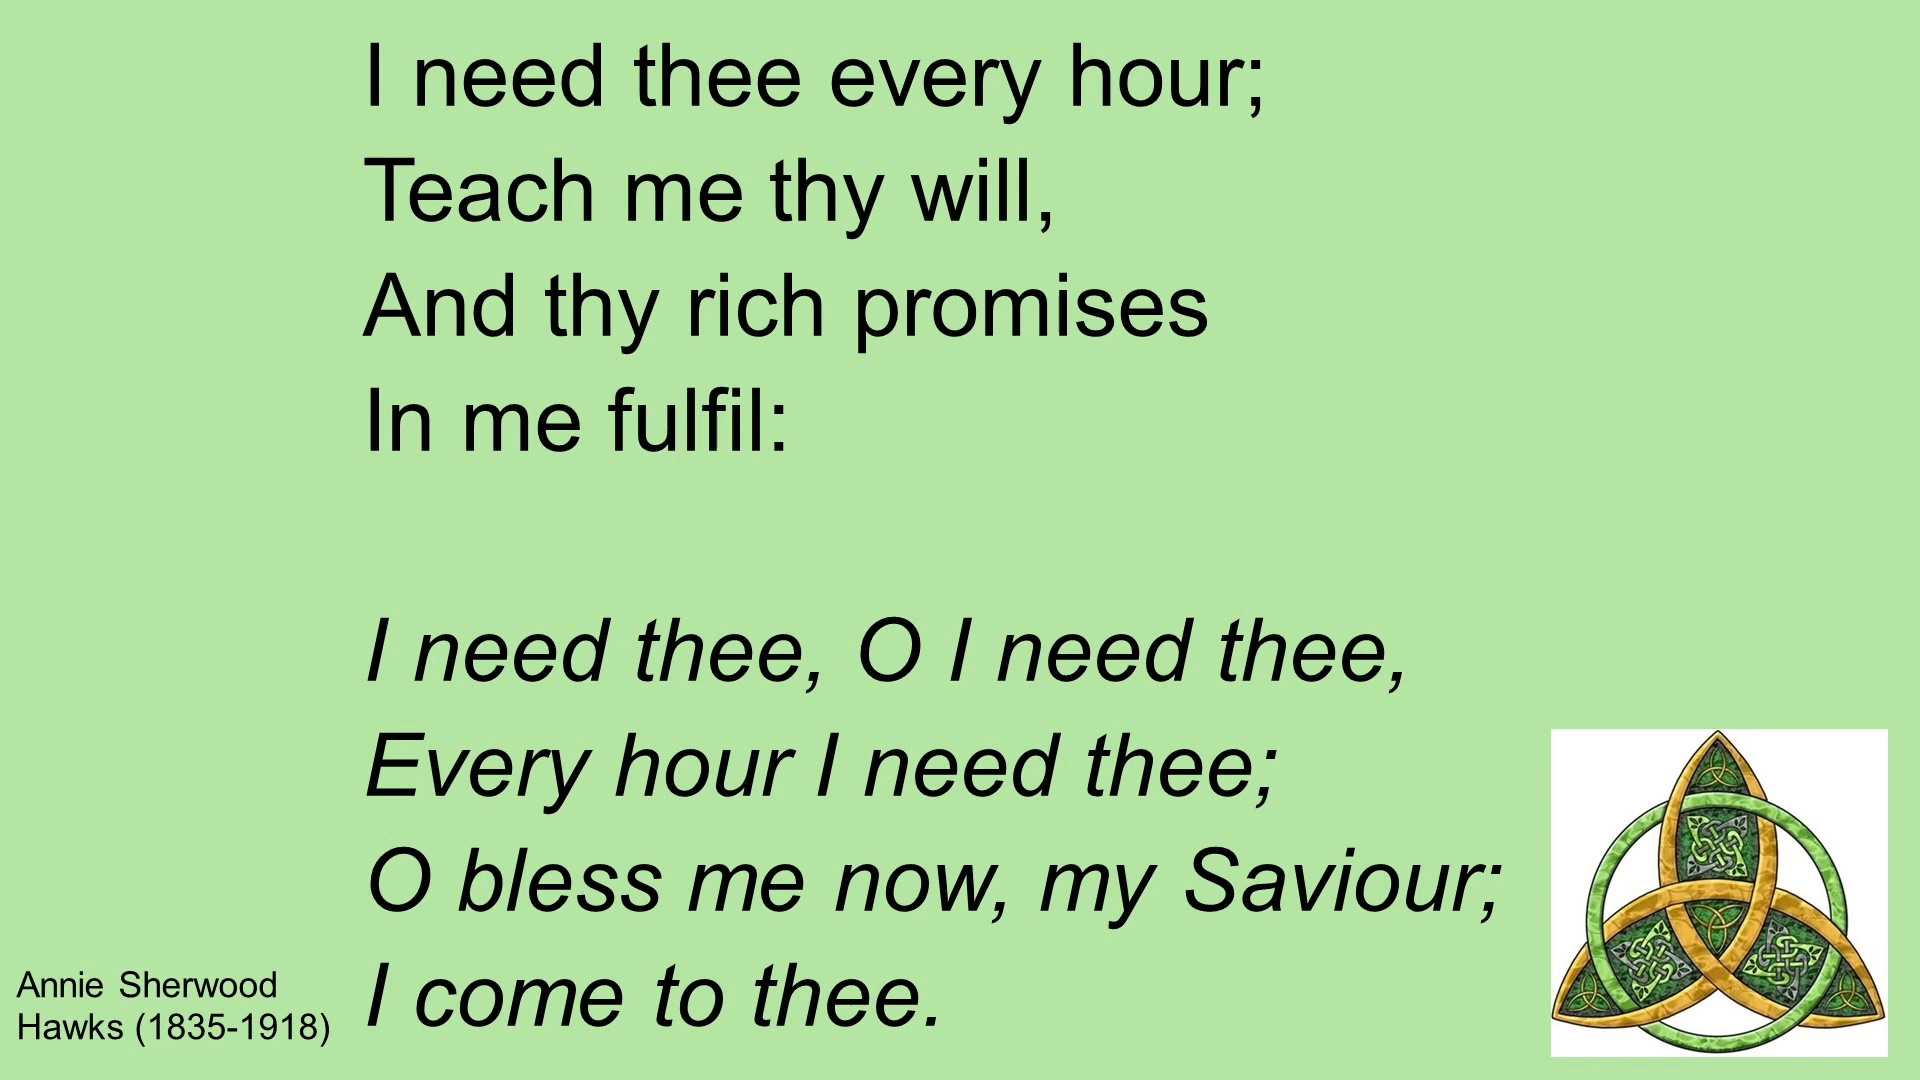 I need thee every hour;
Teach me thy will,
And thy rich promises
In me fulfil:
I need thee, O I need thee,
Every hour I need thee;
O bless me now, my Saviour;
I come to thee.
Annie Sherwood
Hawks (1835-1918)